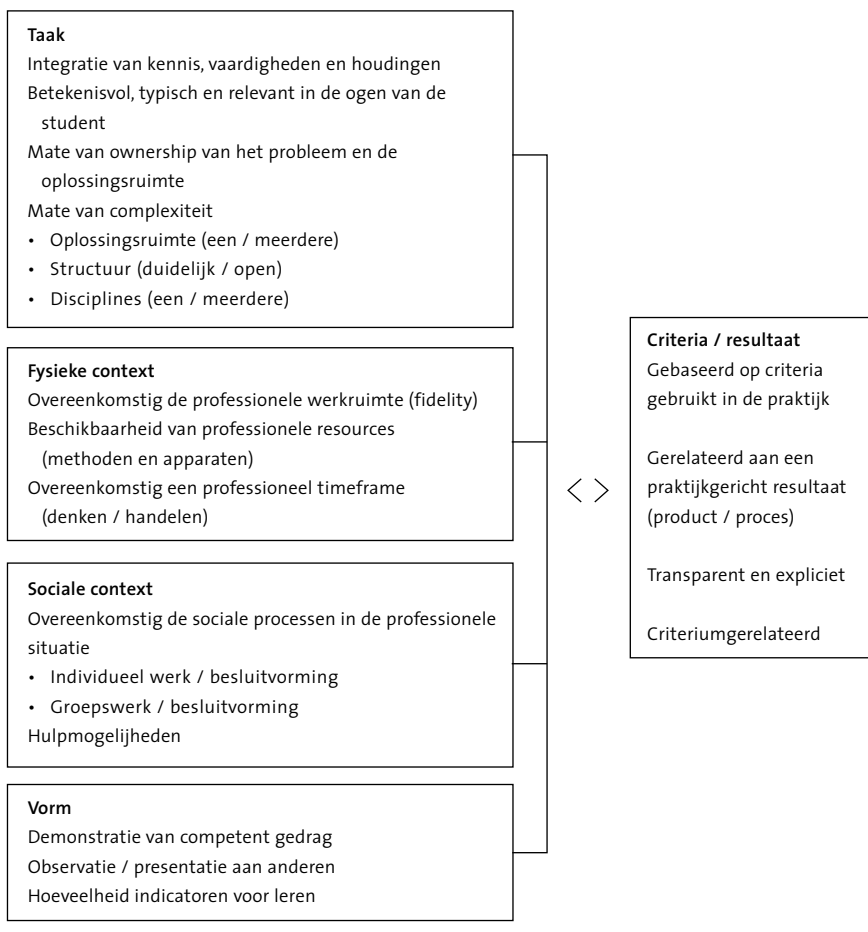 Taak
Integratie van kennis, vaardigheden en houdingen
Betekenisvol, typisch en relevant in de ogen van de
student
Mate van ownership van het probleem en de
oplossingsruimte
Mate van complexiteit
• Oplossingsruimte (een / meerdere)
• Structuur (duidelijk / open)
• Disciplines (een / meerdere)
Fysieke context
Overeenkomstig de professionele werkruimte (fidelity)
Beschikbaarheid van professionele resources
(methoden en apparaten)
Overeenkomstig een professioneel timeframe
(denken / handelen)
Sociale context
Overeenkomstig de sociale processen in de professionele
situatie
• Individueel werk / besluitvorming
• Groepswerk / besluitvorming
Hulpmogelijheden
Vorm
Demonstratie van competent gedrag
Observatie / presentatie aan anderen
Hoeveelheid indicatoren voor leren
< >
Criteria / resultaat
Gebaseerd op criteria
gebruikt in de praktijk
Gerelateerd aan een
praktijkgericht resultaat
(product / proces)
Transparent en expliciet
Criteriumgerelateerd